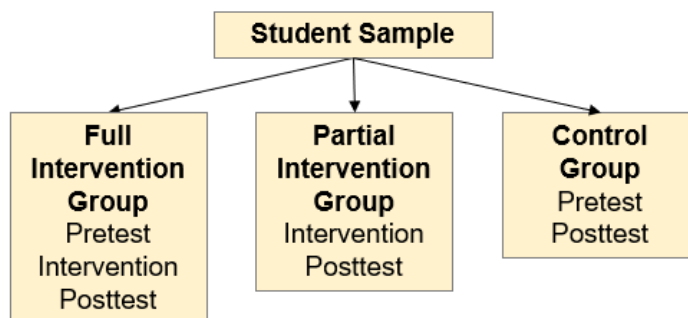 Student Sample
Full
Intervention
Group
Pretest
Intervention
Posttest
Partial
Intervention
Group
Intervention
Posttest
Control
Group
Pretest
Posttest